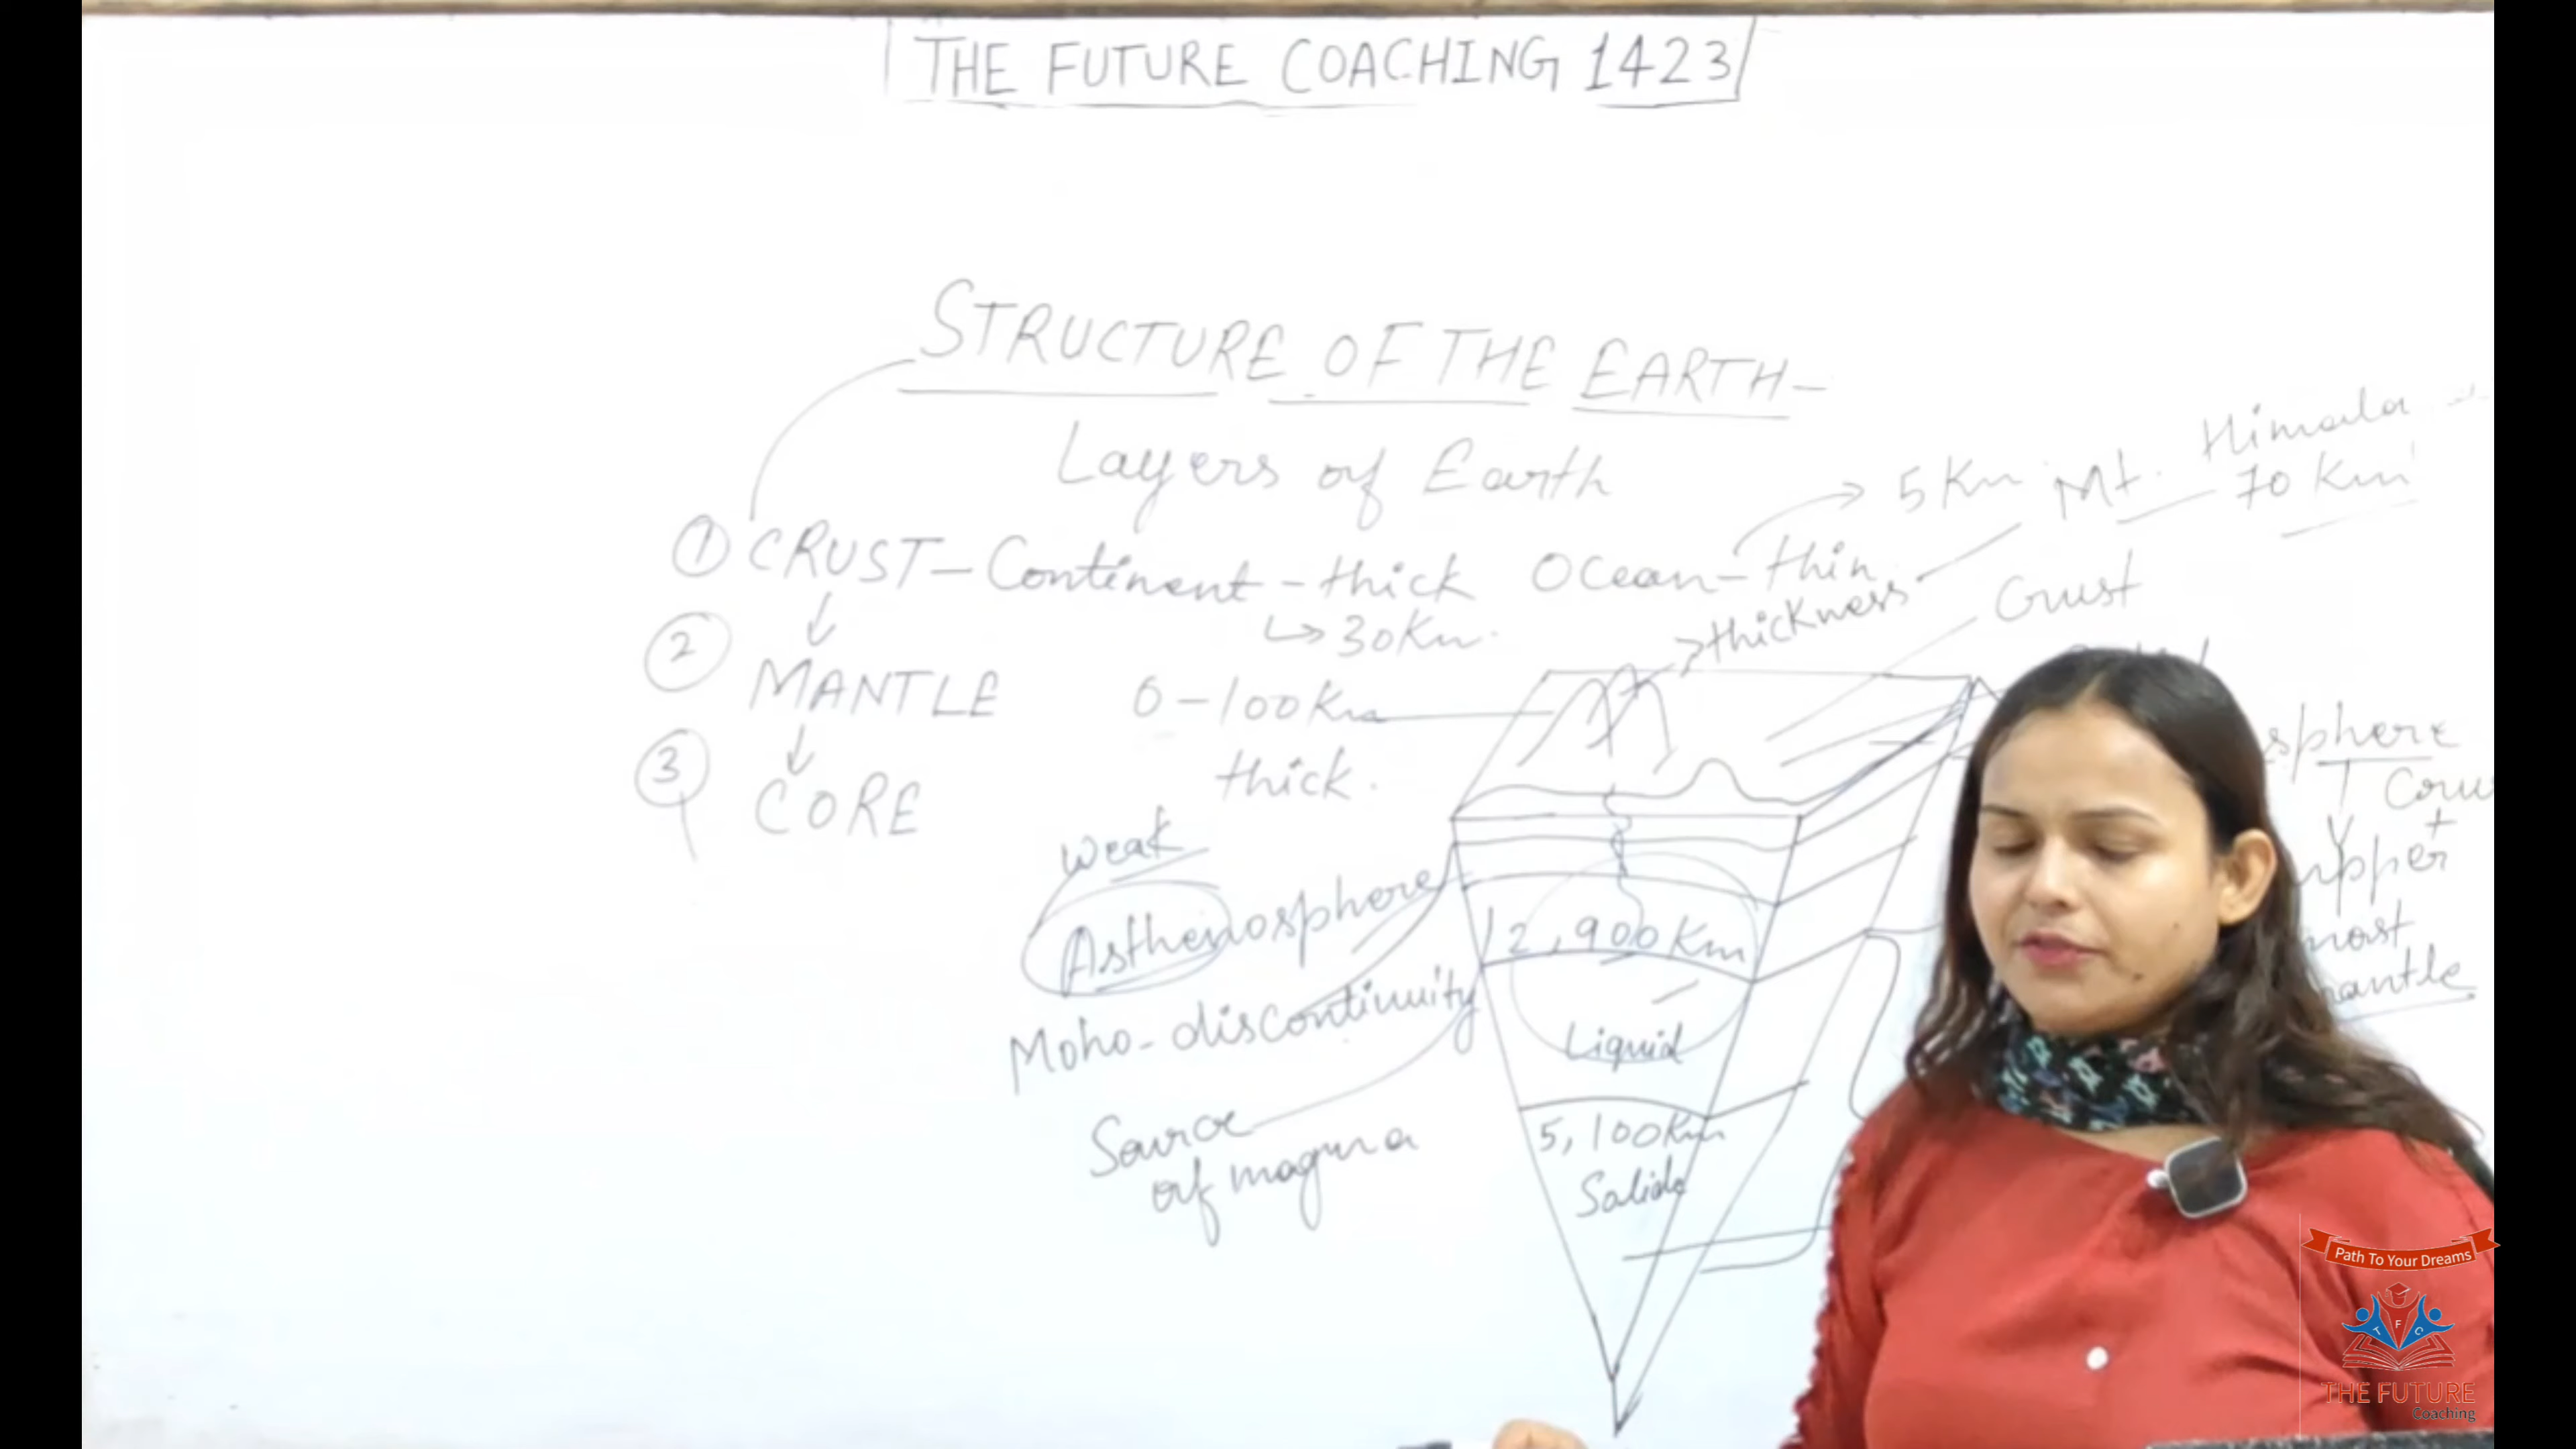 THE FUTURE COACHING 1423
STRUCTURE OF THE EARTH-
Layers of Earth
① CRUST - Continent - thick Ocean - thin
↳ 30 Km.
→ 5 Km
Mt. Himala
70 Km
→ thickness
Crust
② MANTLE
0-100 Km
thick.
③ CORE
sphere
upper
most
mantle
weak
Asthenosphere
Moho-discontinuity
Source
of magma
2,900 Km
Liquid
5,100 Km
Path To Your Dreams
T F C
THE FUTURE
Coaching